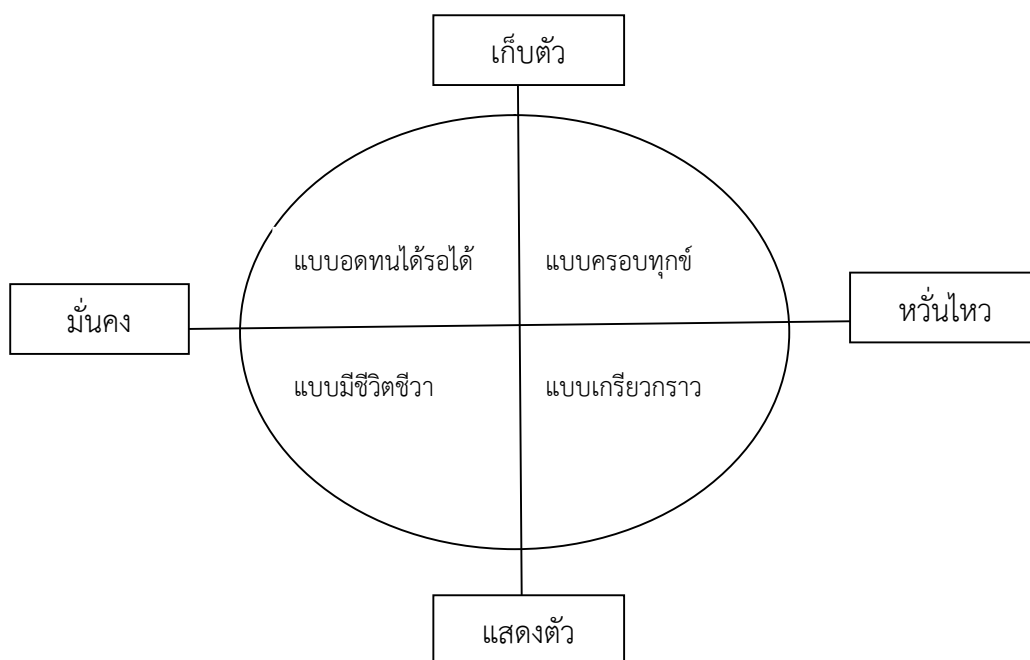 เก็บตัว
แบบอดทนได้รอได้ แบบครอบทุกข์
มั่นคง หวั่นไหว
แบบมีชีวิตชีวา แบบเกรียวกราว
แสดงตัว